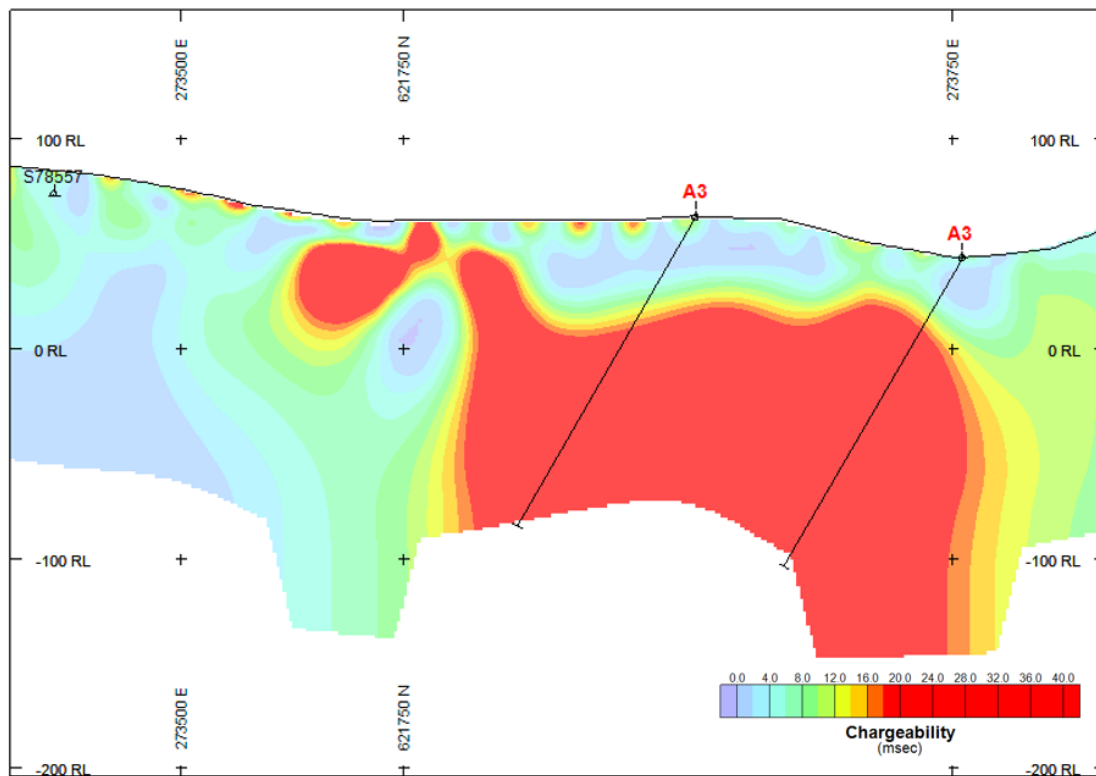 273500 E
621750 N
273750 E
100 RL
100 RL
S78557
A3
A3
0 RL
0 RL
-100 RL
-100 RL
273500 E
621750 N
0.0 4.0 8.0 12.0 16.0 20.0 24.0 28.0 32.0 36.0 40.0
Chargeability
(msec)
-200 RL
-200 RL